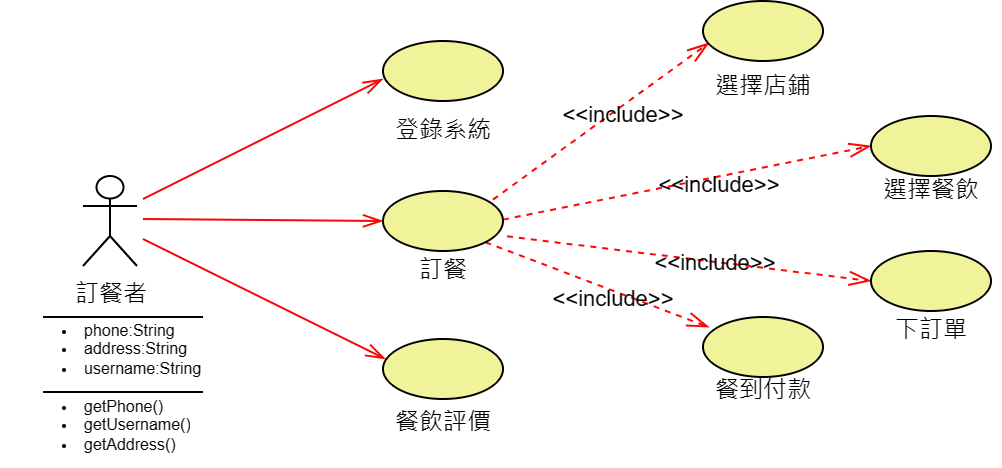 選擇店鋪
<<include>>
登錄系統
<<include>>
選擇餐飲
訂餐
<<include>>
訂餐者
<<include>>
下訂單
phone:String
address:String
username:String
餐到付款
getPhone()
getUsername()
getAddress()
餐飲評價